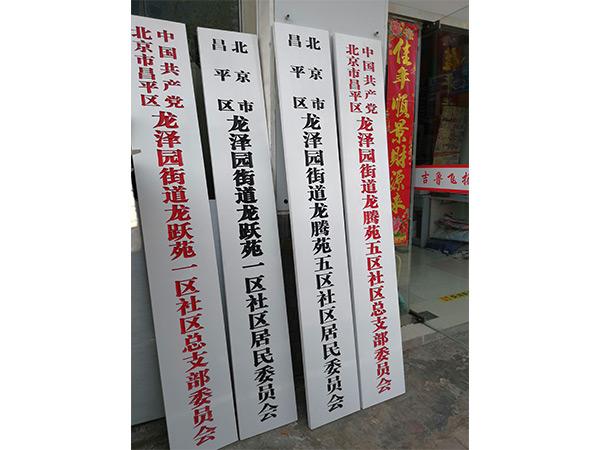 中国共产党
北京市昌平区
龙泽园街道龙跃苑一区社区总支部委员会
北京市
昌平区
龙泽园街道龙跃苑一区社区居民委员会
北京市
昌平区
龙泽园街道龙腾苑五区社区居民委员会
中国共产党
北京市昌平区
龙泽园街道龙腾苑五区社区总支部委员会
佳年順景財源来
吉鲁飞